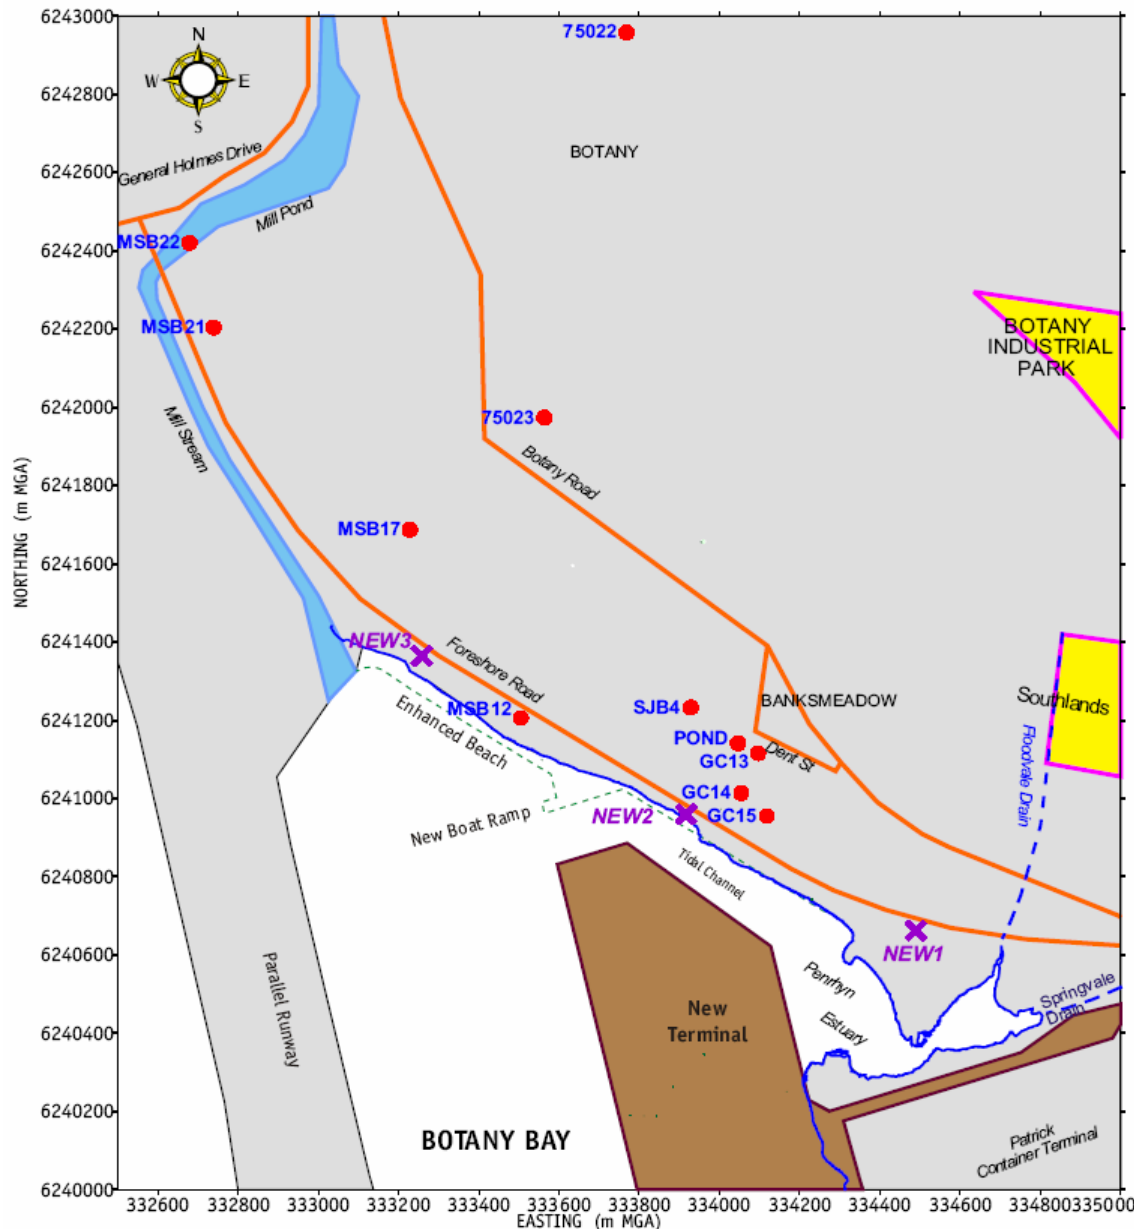 6243000
6242800
6242600
6242400
6242200
6242000
6241800
6241600
6241400
6241200
6241000
6240800
6240600
6240400
6240200
6240000
NORTHING (m MGA)
N
W
E
S
75022
BOTANY
General Holmes Drive
Mill Pond
MSB22
MSB21
BOTANY
INDUSTRIAL
PARK
75023
Mill Stream
Botany Road
MSB17
NEW3
Foreshore Road
Enhanced Beach
MSB12
SJB4
BANKSMEADOW
Southlands
POND
GC13
Dent St
Floodvale Drain
GC14
NEW2
GC15
New Boat Ramp
Tidal Channel
NEW1
Parallel Runway
Penrhyn
Estuary
Springvale
Drain
New
Terminal
BOTANY BAY
Patrick
Container Terminal
332600 332800 333000 333200 333400 333600 333800 334000 334200 334400 334600 334800 335000
EASTING (m MGA)